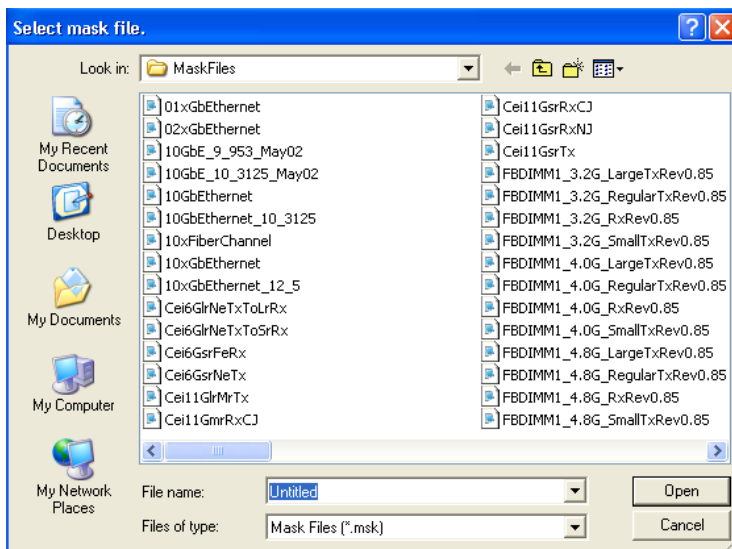 Select mask file.
Look in:
MaskFiles
My Recent
Documents
Desktop
My Documents
My Computer
My Network
Places
01xGbEthernet
02xGbEthernet
10GbE_9_953_May02
10GbE_10_3125_May02
10GbEthernet
10GbEthernet_10_3125
10xFiberChannel
10xGbEthernet
10xGbEthernet_12_5
Cei6GlrNeTxToLrRx
Cei6GlrNeTxToSrRx
Cei6GsrFeRx
Cei6GsrNeTx
Cei11GlrMrTx
Cei11GmrRxCJ
Cei11GsrRxCJ
Cei11GsrRxNJ
Cei11GsrTx
FBDIMM1_3.2G_LargeTxRev0.85
FBDIMM1_3.2G_RegularTxRev0.85
FBDIMM1_3.2G_RxRev0.85
FBDIMM1_3.2G_SmallTxRev0.85
FBDIMM1_4.0G_LargeTxRev0.85
FBDIMM1_4.0G_RegularTxRev0.85
FBDIMM1_4.0G_RxRev0.85
FBDIMM1_4.0G_SmallTxRev0.85
FBDIMM1_4.8G_LargeTxRev0.85
FBDIMM1_4.8G_RegularTxRev0.85
FBDIMM1_4.8G_RxRev0.85
FBDIMM1_4.8G_SmallTxRev0.85
File name:
Untitled
Open
Files of type:
Mask Files (*.msk)
Cancel